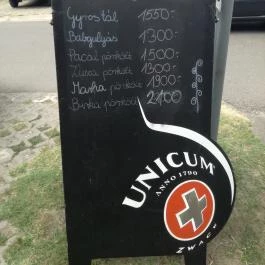 Gyrostál 1550.-
Babgulyás 1300.-
Pacal pörkölt 1500.-
Zúza pörkölt 1300.-
Marha pörkölt 1900.-
Birka pörkölt 2100
UNICUM
ANNO 1790
ZWACK